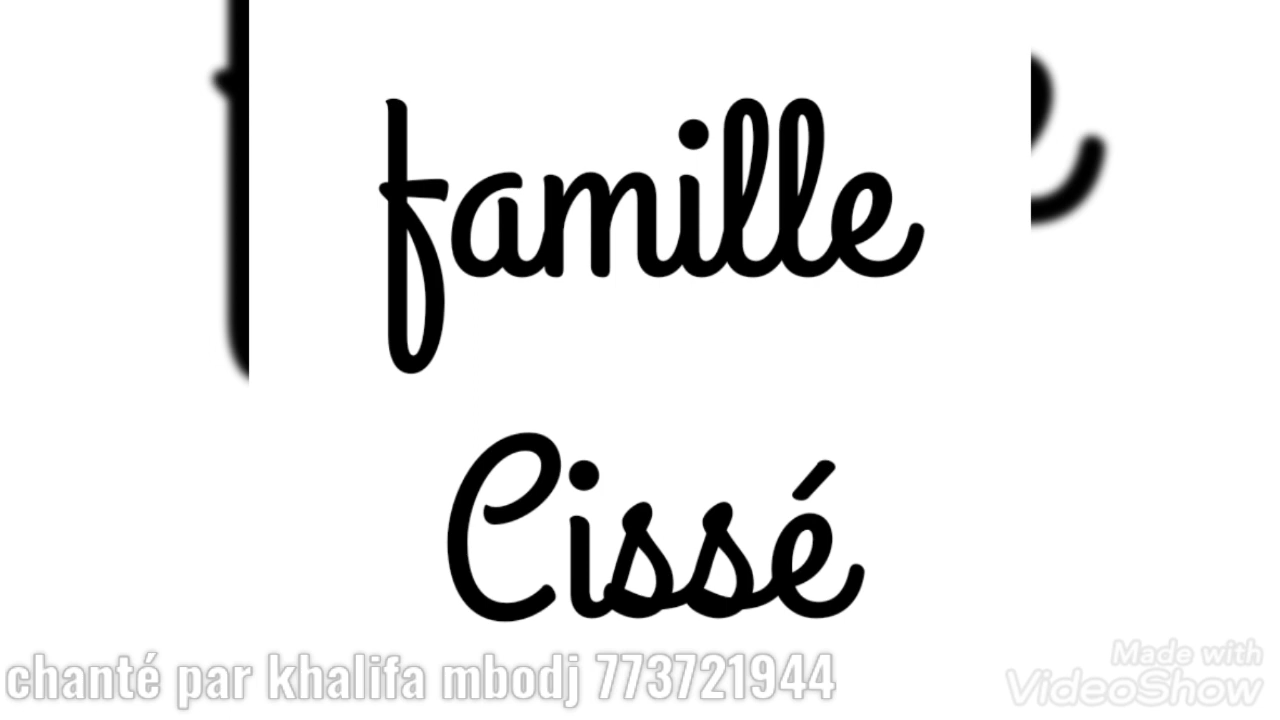 famille
Cissé
chanté par khalifa mbodj 773721944
Made with
VideoShow